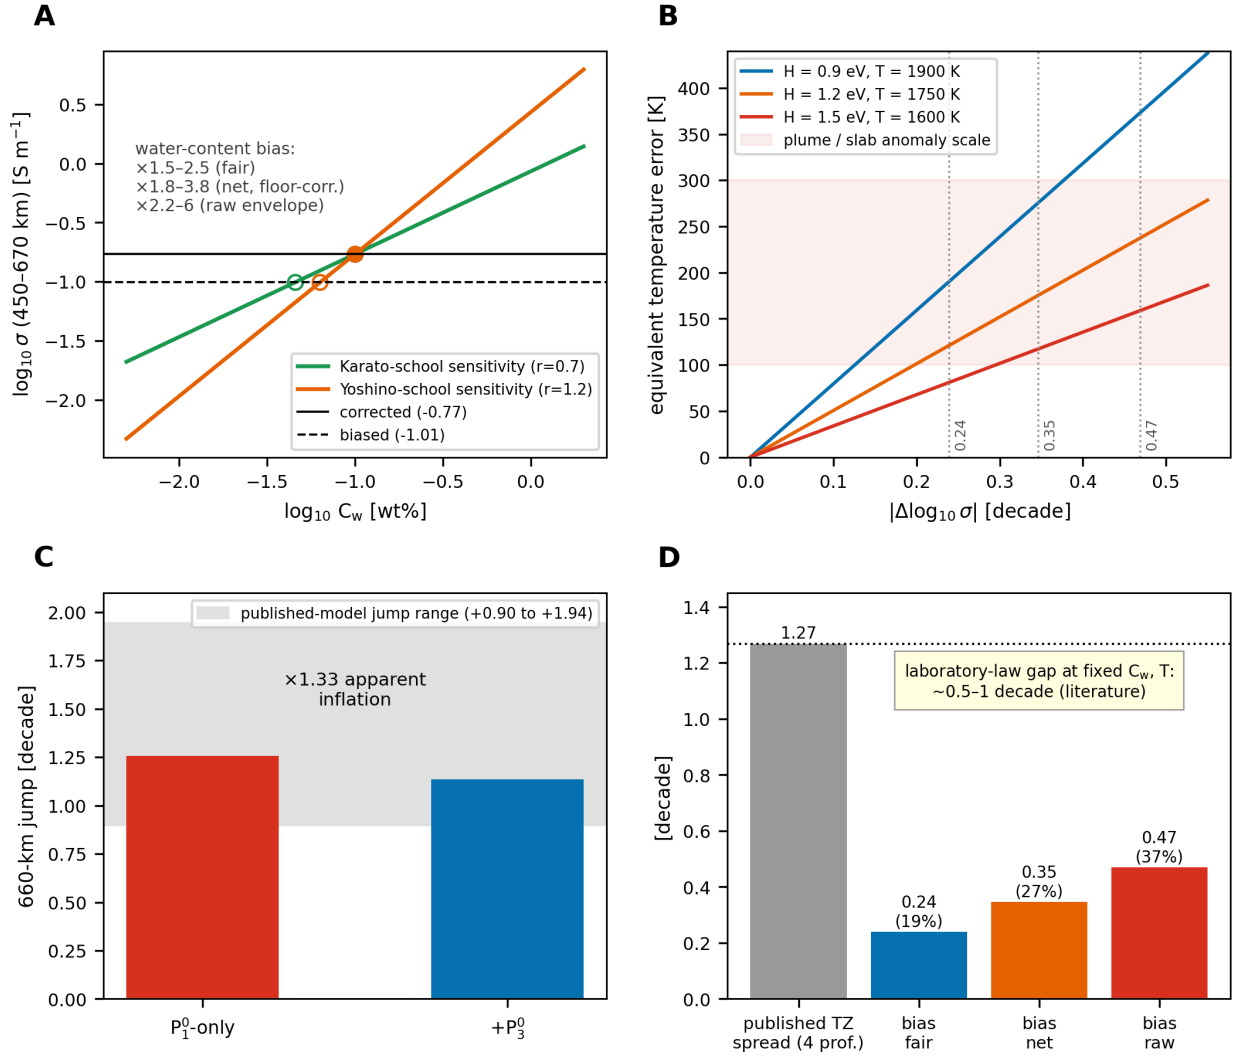 A
log₁₀ σ (450–670 km) [S m⁻¹]
0.5
0.0
−0.5
−1.0
−1.5
−2.0
water-content bias:
×1.5–2.5 (fair)
×1.8–3.8 (net, floor-corr.)
×2.2–6 (raw envelope)
Karato-school sensitivity (r=0.7)
Yoshino-school sensitivity (r=1.2)
corrected (-0.77)
biased (-1.01)
−2.0 −1.5 −1.0 −0.5 0.0
log₁₀ C_w [wt%]
B
equivalent temperature error [K]
400
350
300
250
200
150
100
50
0
H = 0.9 eV, T = 1900 K
H = 1.2 eV, T = 1750 K
H = 1.5 eV, T = 1600 K
plume / slab anomaly scale
0.24
0.35
0.47
0.0 0.1 0.2 0.3 0.4 0.5
|Δlog₁₀ σ| [decade]
C
660-km jump [decade]
2.00
1.75
1.50
1.25
1.00
0.75
0.50
0.25
0.00
published-model jump range (+0.90 to +1.94)
×1.33 apparent
inflation
P₁⁰-only
+P₃⁰
D
[decade]
1.4
1.2
1.0
0.8
0.6
0.4
0.2
0.0
1.27
laboratory-law gap at fixed C_w, T:
~0.5–1 decade (literature)
0.24
(19%)
0.35
(27%)
0.47
(37%)
published TZ
spread (4 prof.)
bias
fair
bias
net
bias
raw